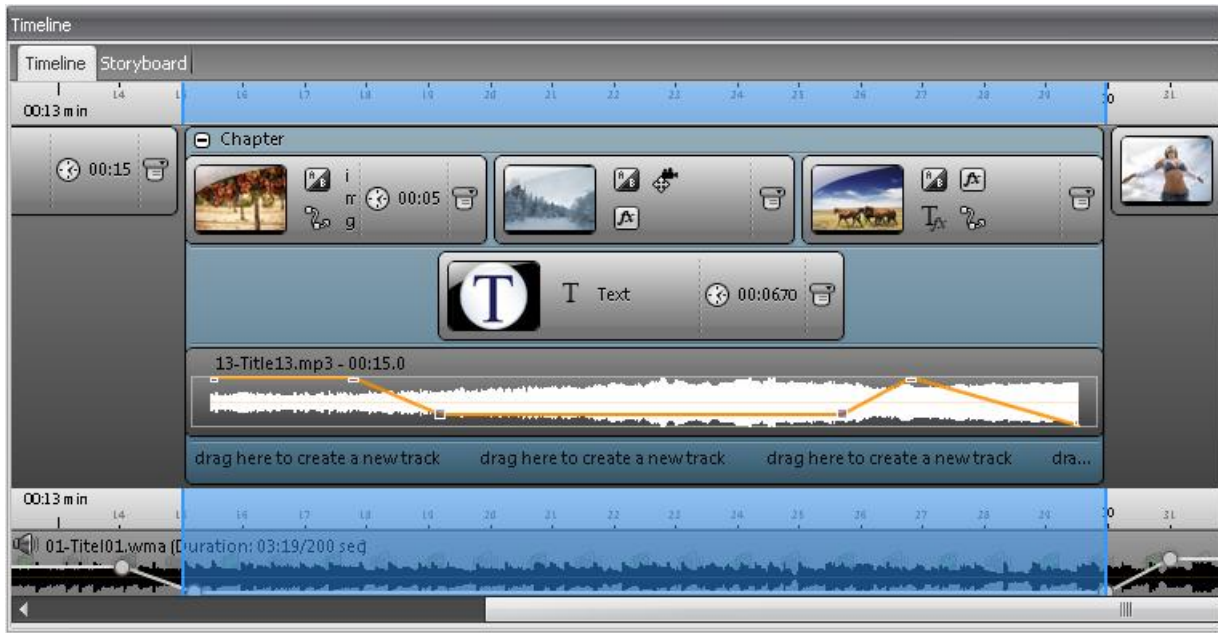 Timeline
Timeline Storyboard
00:13 min 14 15 16 17 18 19 20 21 22 23 24 25 26 27 28 29 30 31
00:15
Chapter
00:05
T Text 00:06.70
13-Title13.mp3 - 00:15.0
drag here to create a new track drag here to create a new track drag here to create a new track dra...
00:13 min 14 15 16 17 18 19 20 21 22 23 24 25 26 27 28 29 30 31
01-Titel01.wma (Duration: 03:19/200 sec)